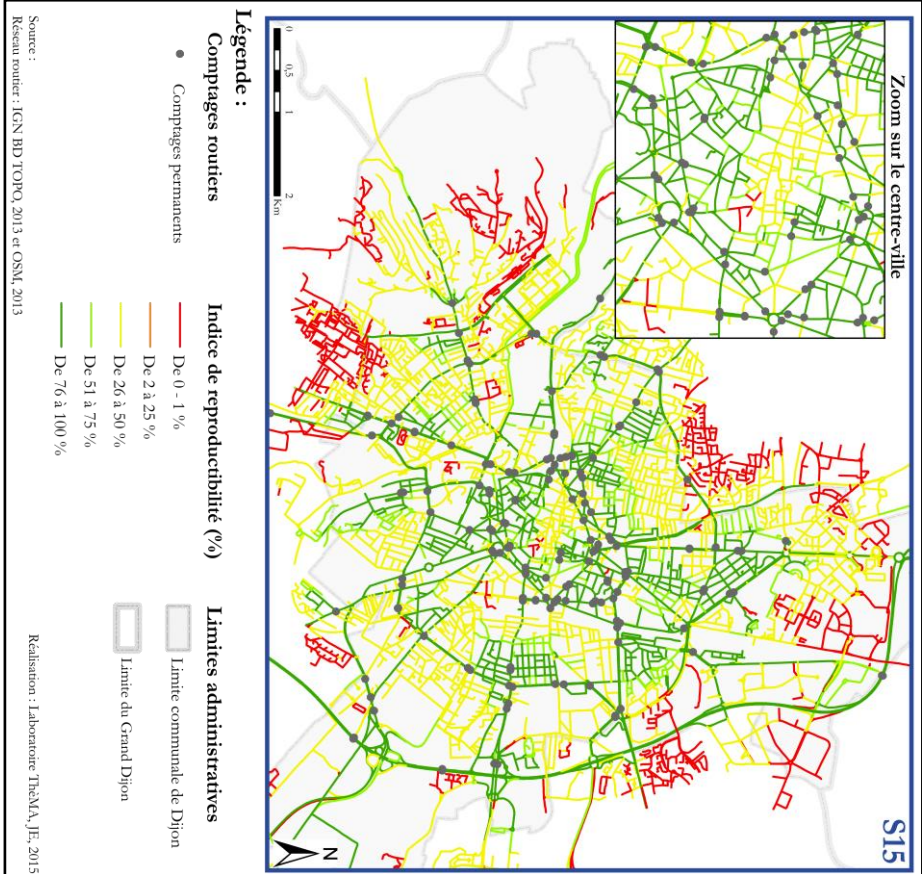 S15
Zoom sur le centre-ville
0 0,5 1 2
Km
N
Légende :
Comptages routiers
Comptages permanents
Indice de reproductibilité (%)
De 0 - 1 %
De 2 à 25 %
De 26 à 50 %
De 51 à 75 %
De 76 à 100 %
Limites administratives
Limite communale de Dijon
Limite du Grand Dijon
Source :
Réseau routier : IGN BD TOPO, 2013 et OSM, 2013
Réalisation : Laboratoire ThéMA, JE, 2015